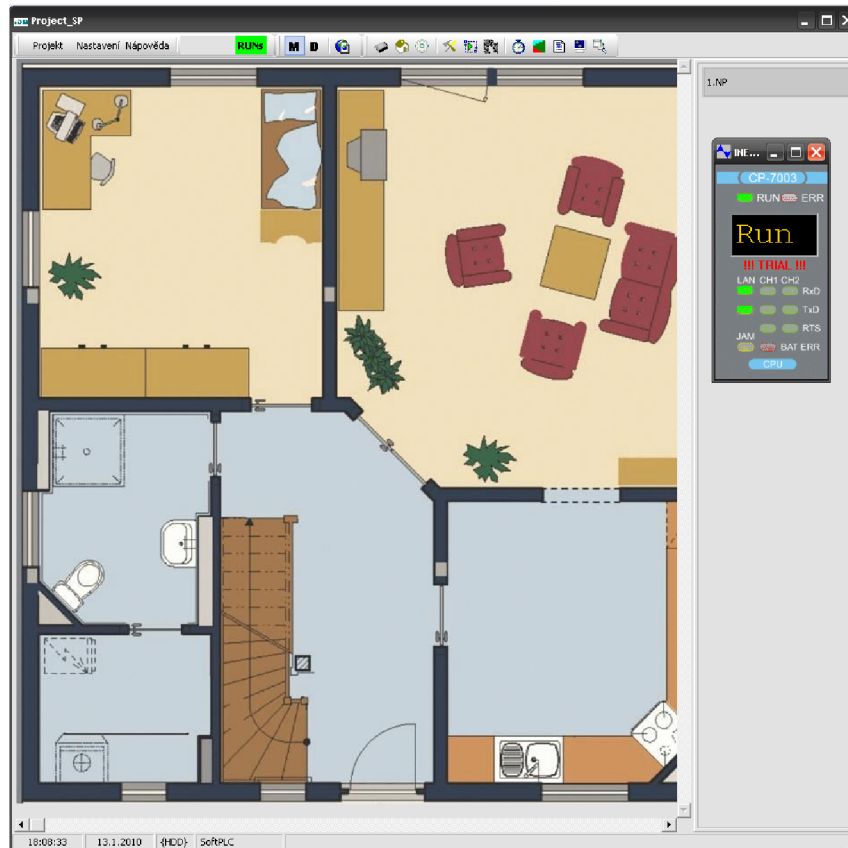 Project_SP
Projekt Nastavení Nápověda RUNs M D
1.NP
INE...
CP-7003
RUN ERR
Run
!!! TRIAL !!!
LAN CH1 CH2
RxD
TxD
RTS
JAM
BAT ERR
CPU
18:08:33 13.1.2010 {HDD} SoftPLC